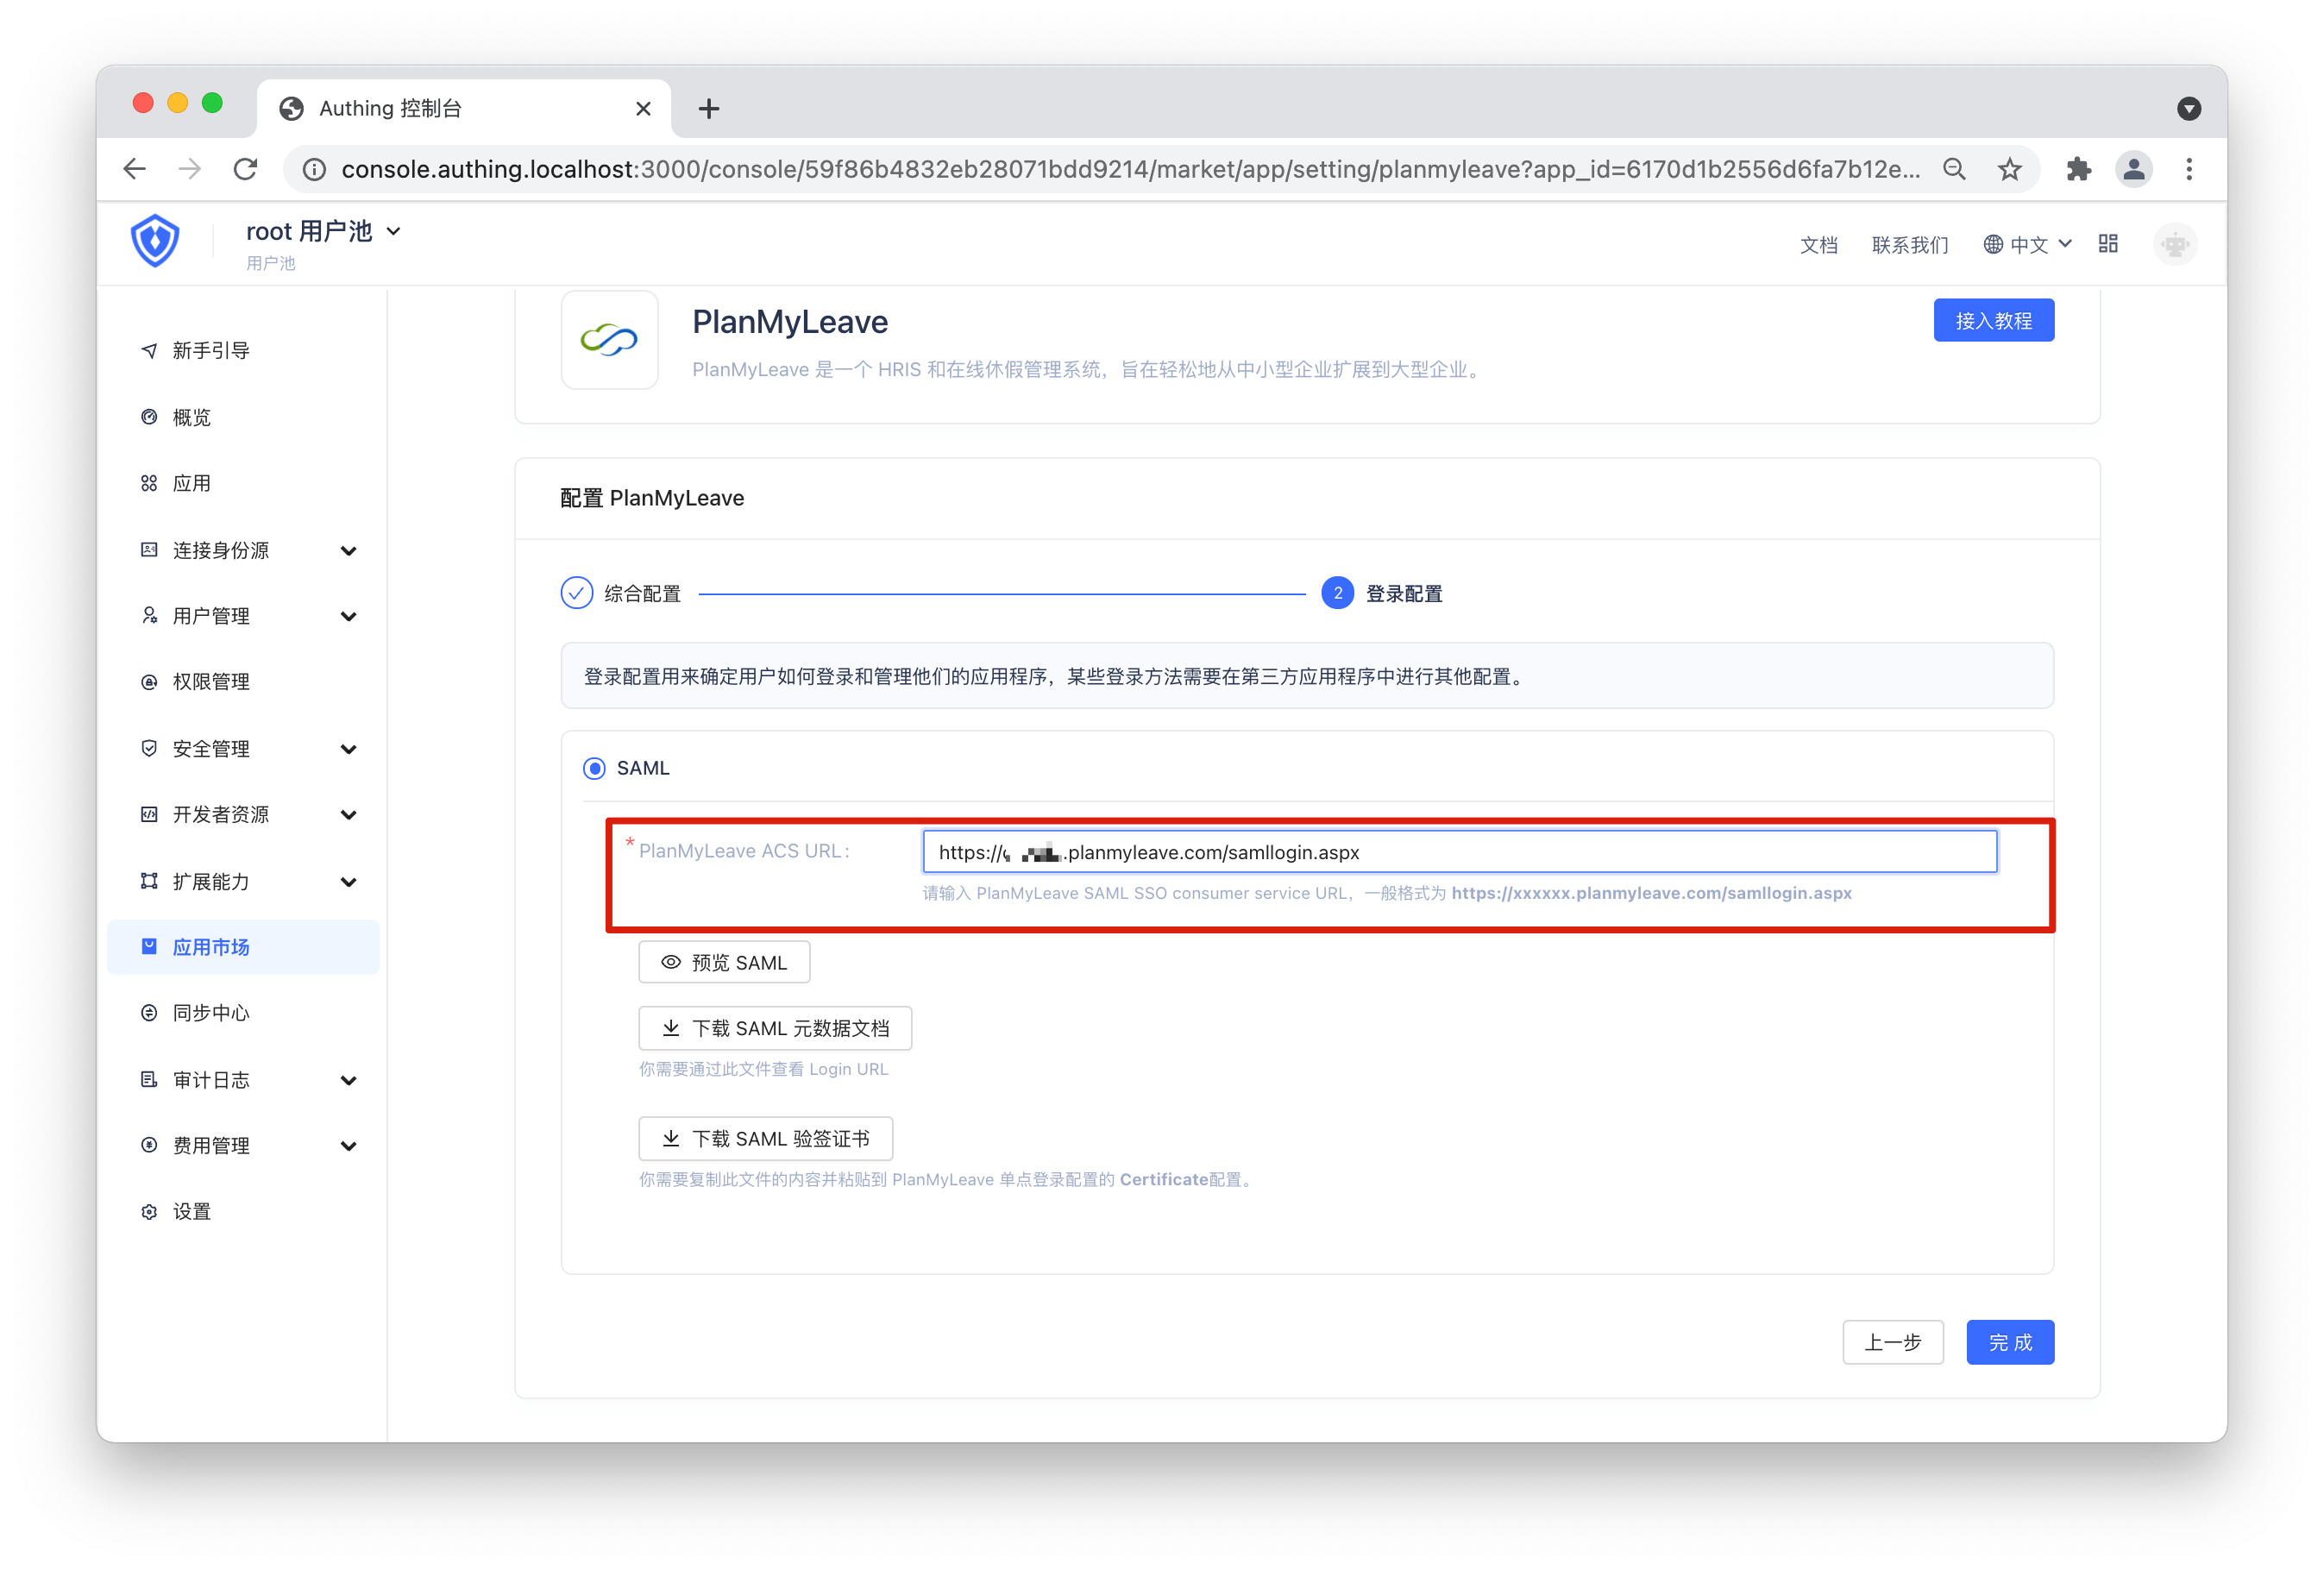 Authing 控制台
console.authing.localhost:3000/console/59f86b4832eb28071bdd9214/market/app/setting/planmyleave?app_id=6170d1b2556d6fa7b12e...
root 用户池
用户池
文档 联系我们 中文
PlanMyLeave
接入教程
PlanMyLeave 是一个 HRIS 和在线休假管理系统，旨在轻松地从中小型企业扩展到大型企业。
新手引导
概览
应用
连接身份源
用户管理
权限管理
安全管理
开发者资源
扩展能力
应用市场
同步中心
审计日志
费用管理
设置
配置 PlanMyLeave
综合配置 2 登录配置
登录配置用来确定用户如何登录和管理他们的应用程序，某些登录方法需要在第三方应用程序中进行其他配置。
SAML
* PlanMyLeave ACS URL : https://.planmyleave.com/samllogin.aspx
请输入 PlanMyLeave SAML SSO consumer service URL，一般格式为 https://xxxxxx.planmyleave.com/samllogin.aspx
预览 SAML
下载 SAML 元数据文档
你需要通过此文件查看 Login URL
下载 SAML 验签证书
你需要复制此文件的内容并粘贴到 PlanMyLeave 单点登录配置的 Certificate配置。
上一步 完 成